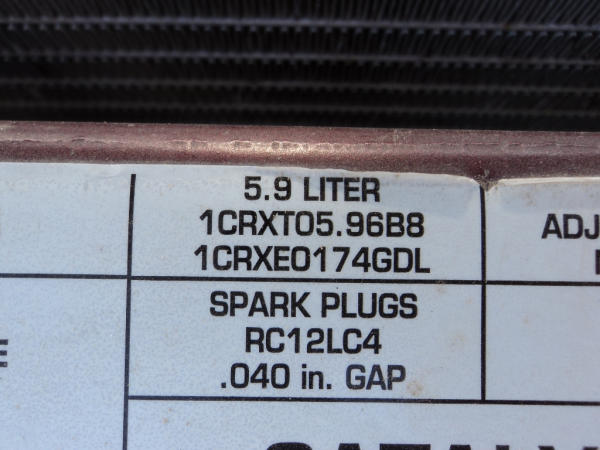 5.9 LITER
1CRXT05.96B8
1CRXE0174GDL
ADJ
SPARK PLUGS
RC12LC4
.040 in. GAP